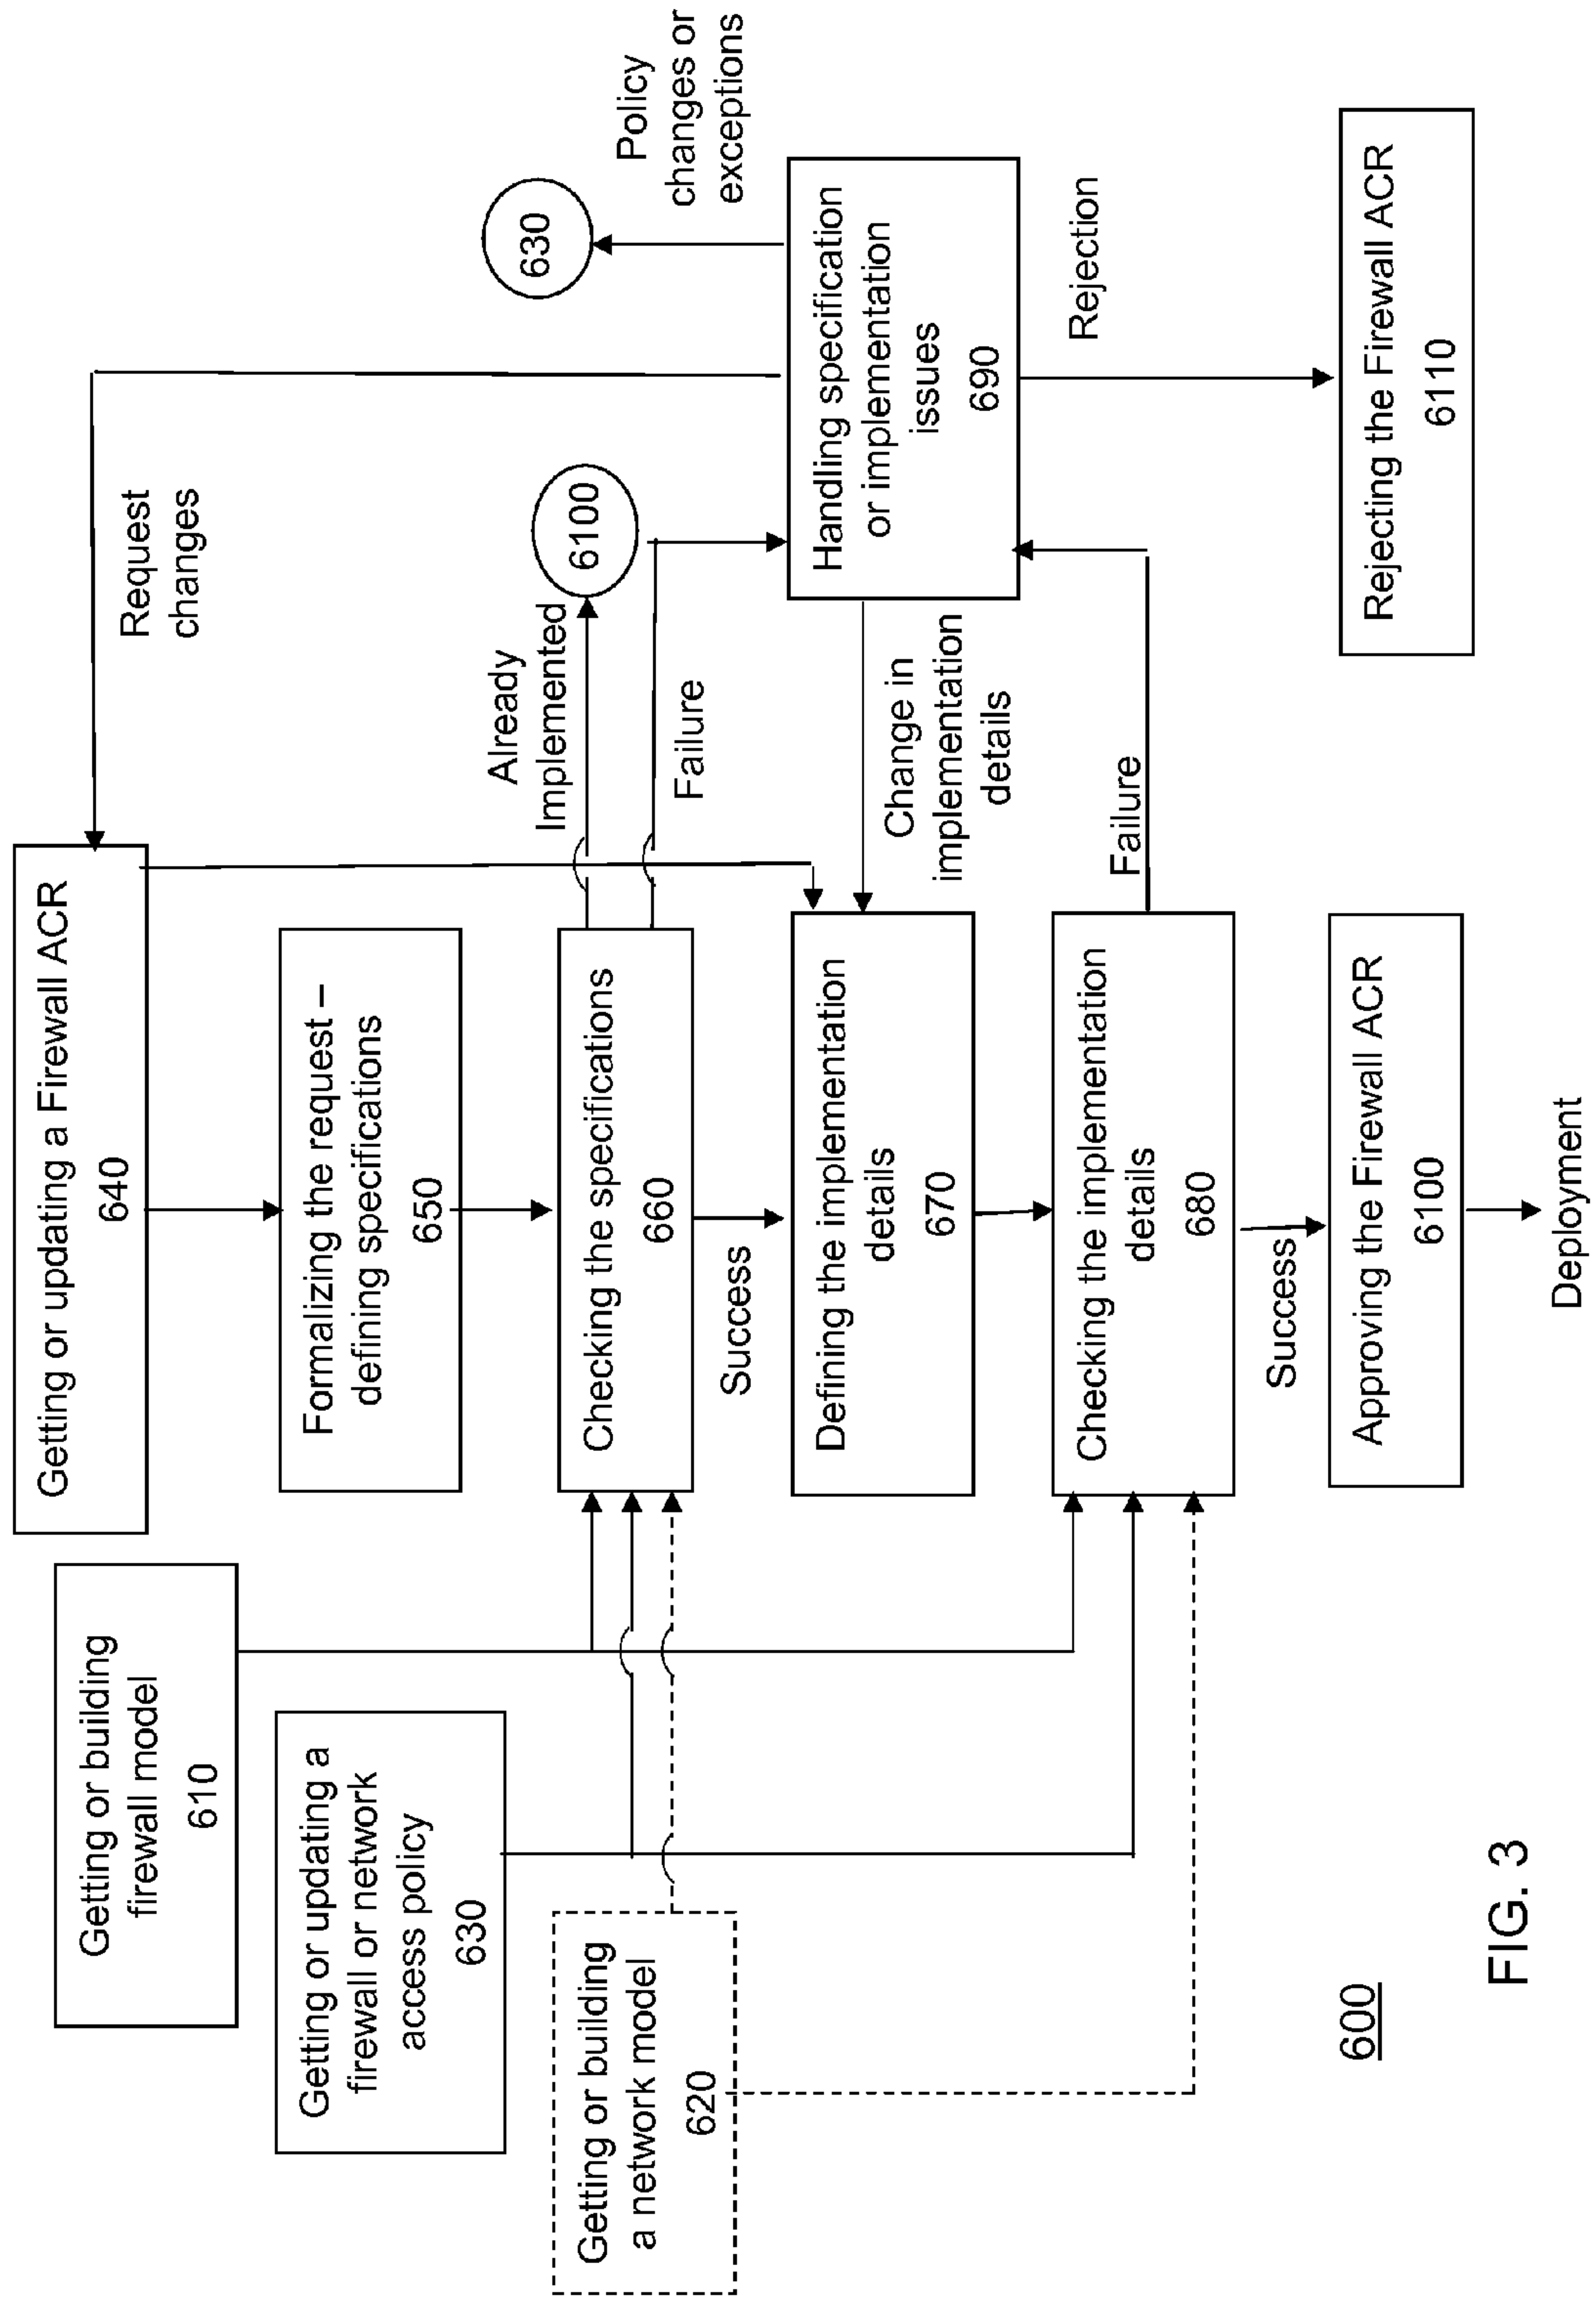 Getting or updating a Firewall ACR
640
Request
changes
Getting or building
firewall model
610
Formalizing the request –
defining specifications
650
Getting or updating a
firewall or network
access policy
630
Checking the specifications
660
Already
Implemented
6100
Failure
630
Policy
changes or
exceptions
Success
Getting or building
a network model
620
Defining the implementation
details
670
Change in
implementation
details
Handling specification
or implementation
issues
690
Checking the implementation
details
680
Failure
Rejection
Success
Approving the Firewall ACR
6100
Rejecting the Firewall ACR
6110
Deployment
600
FIG. 3